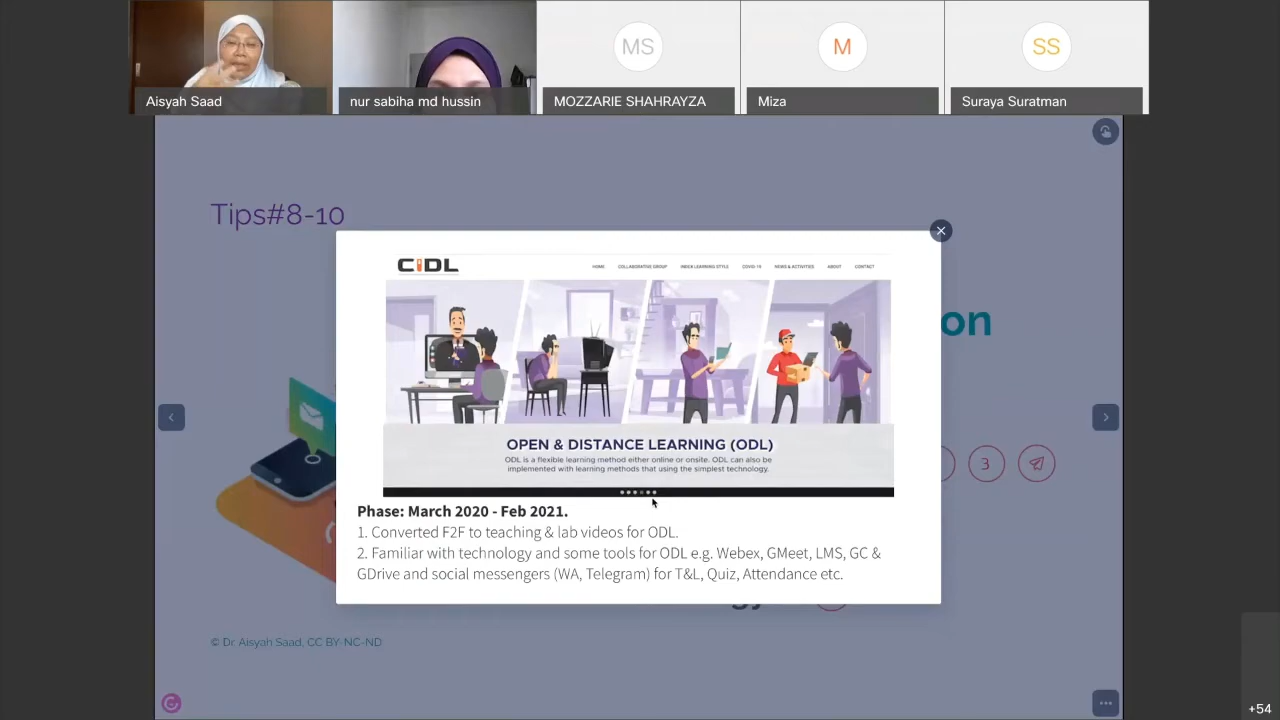 MS
M
SS
Aisyah Saad
nur sabiha md hussin
MOZZARIE SHAHRAYZA
Miza
Suraya Suratman
Tips#8-10
CIDL
HOME COLLABORATIVE GROUP INDEX LEARNING STYLE COVID-19 NEWS & ACTIVITIES ABOUT CONTACT
on
OPEN & DISTANCE LEARNING (ODL)
ODL is a flexible learning method either online or onsite. ODL can also be
implemented with learning methods that using the simplest technology.
3
Phase: March 2020 - Feb 2021.
1. Converted F2F to teaching & lab videos for ODL.
2. Familiar with technology and some tools for ODL e.g. Webex, GMeet, LMS, GC &
GDrive and social messengers (WA, Telegram) for T&L, Quiz, Attendance etc.
© Dr. Aisyah Saad, CC BY-NC-ND
+54